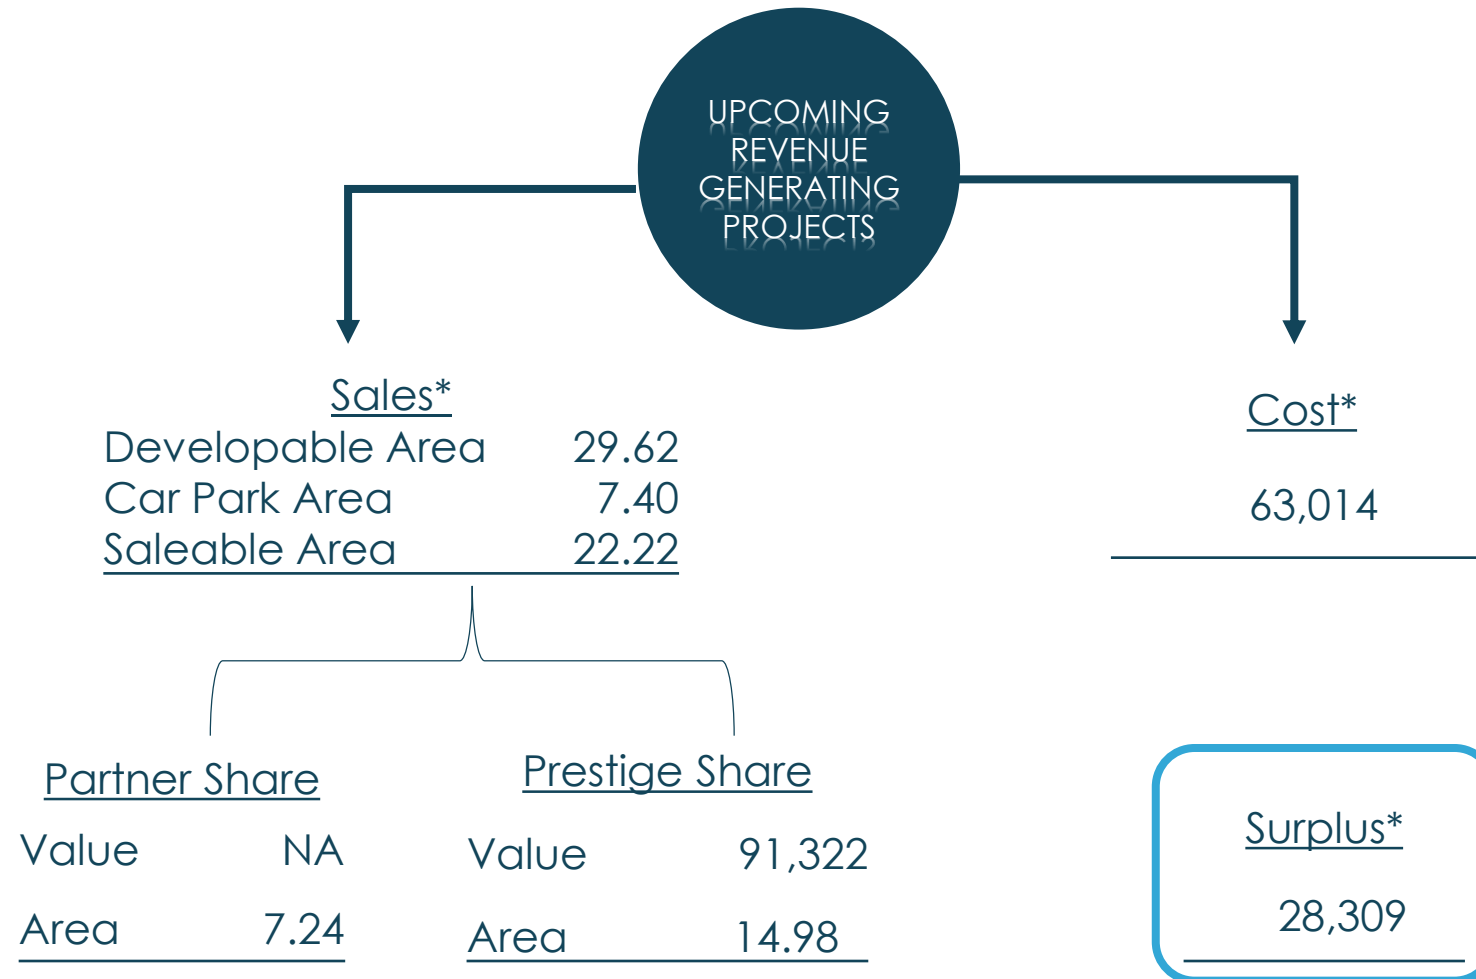 UPCOMING
REVENUE
GENERATING
PROJECTS
Sales*
Developable Area 29.62
Car Park Area 7.40
Saleable Area 22.22
Cost*
63,014
Partner Share
Value NA
Area 7.24
Prestige Share
Value 91,322
Area 14.98
Surplus*
28,309